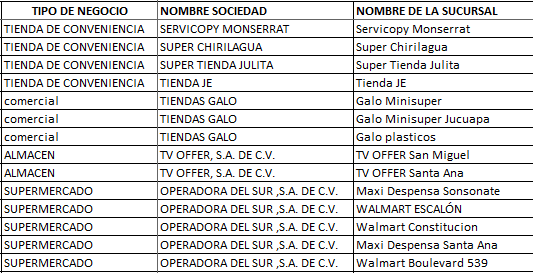 TIPO DE NEGOCIO NOMBRE SOCIEDAD NOMBRE DE LA SUCURSAL
TIENDA DE CONVENIENCIA SERVICOPY MONSERRAT Servicopy Monserrat
TIENDA DE CONVENIENCIA SUPER CHIRILAGUA Super Chirilagua
TIENDA DE CONVENIENCIA SUPER TIENDA JULITA Super Tienda Julita
TIENDA DE CONVENIENCIA TIENDA JE Tienda JE
comercial TIENDAS GALO Galo Minisuper
comercial TIENDAS GALO Galo Minisuper Jucuapa
comercial TIENDAS GALO Galo plasticos
ALMACEN TV OFFER, S.A. DE C.V. TV OFFER San Miguel
ALMACEN TV OFFER, S.A. DE C.V. TV OFFER Santa Ana
SUPERMERCADO OPERADORA DEL SUR ,S.A. DE C.V. Maxi Despensa Sonsonate
SUPERMERCADO OPERADORA DEL SUR ,S.A. DE C.V. WALMART ESCALÓN
SUPERMERCADO OPERADORA DEL SUR ,S.A. DE C.V. Walmart Constitucion
SUPERMERCADO OPERADORA DEL SUR ,S.A. DE C.V. Maxi Despensa Santa Ana
SUPERMERCADO OPERADORA DEL SUR ,S.A. DE C.V. Walmart Boulevard 539